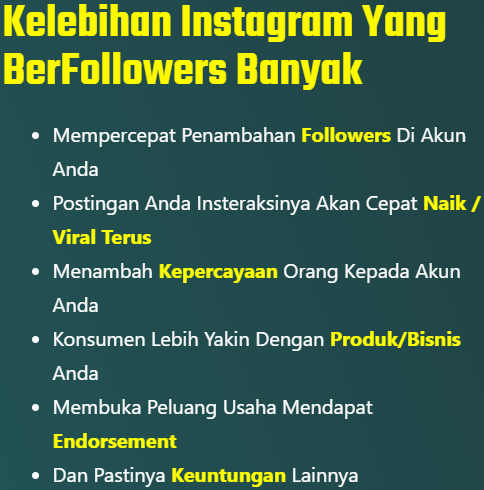 Kelebihan Instagram Yang
BerFollowers Banyak
• Mempercepat Penambahan Followers Di Akun
Anda
• Postingan Anda Insteraksinya Akan Cepat Naik /
Viral Terus
• Menambah Kepercayaan Orang Kepada Akun
Anda
• Konsumen Lebih Yakin Dengan Produk/Bisnis
Anda
• Membuka Peluang Usaha Mendapat
Endorsement
• Dan Pastinya Keuntungan Lainnya